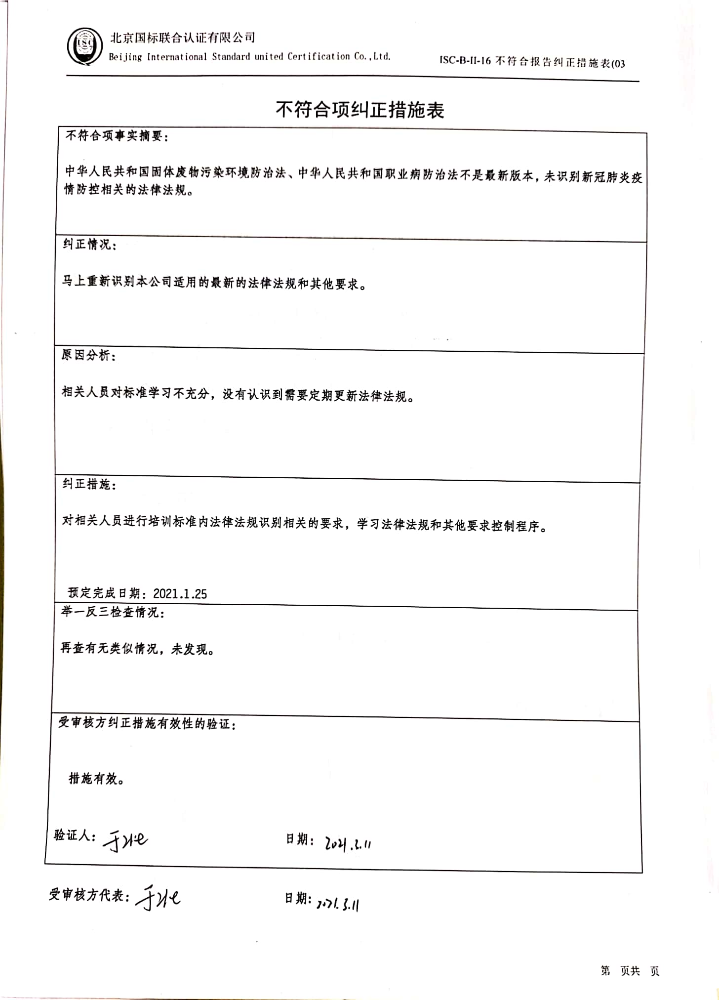 ISC
北京国标联合认证有限公司
Beijing International Standard united Certification Co.,Ltd.
ISC-B-II-16 不符合报告纠正措施表(03
不符合项纠正措施表
不符合项事实摘要：
中华人民共和国固体废物污染环境防治法、中华人民共和国职业病防治法不是最新版本，未识别新冠肺炎疫
情防控相关的法律法规。
纠正情况：
马上重新识别本公司适用的最新的法律法规和其他要求。
原因分析：
相关人员对标准学习不充分，没有认识到需要定期更新法律法规。
纠正措施：
对相关人员进行培训标准内法律法规识别相关的要求，学习法律法规和其他要求控制程序。
预定完成日期：2021.1.25
举一反三检查情况：
再查有无类似情况，未发现。
受审核方纠正措施有效性的验证：
措施有效。
验证人： 日期：2021.3.11
受审核方代表： 日期：2021.3.11
第 页共 页